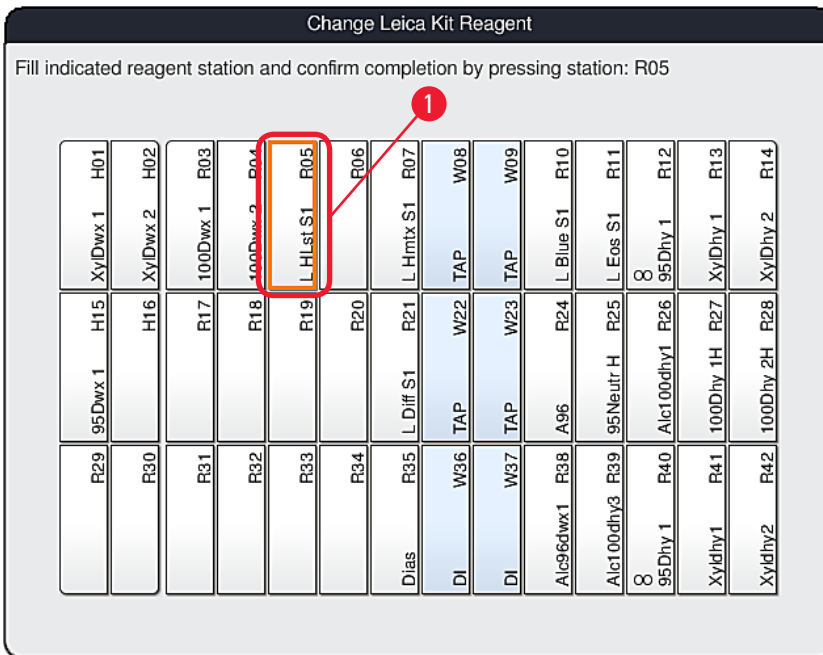 Change Leica Kit Reagent
Fill indicated reagent station and confirm completion by pressing station: R05
1
XylDwx 1 H01
XylDwx 2 H02
100Dwx 1 R03
100Dwx 2 R04
L HLst S1 R05
R06
L Hmtx S1 R07
TAP W08
TAP W09
L Blue S1 R10
L Eos S1 R11
8 95Dhy 1 R12
XylDhy 1 R13
XylDhy 2 R14
95Dwx 1 H15
H16
R17
R18
R19
R20
L Diff S1 R21
TAP W22
TAP W23
A96 R24
95Neutr H R25
Alc100dhy1 R26
100Dhy 1H R27
100Dhy 2H R28
R29
R30
R31
R32
R33
R34
Dias R35
DI W36
DI W37
Alc96dwx1 R38
Alc100dhy3 R39
8 95Dhy 1 R40
Xyldhy1 R41
Xyldhy2 R42